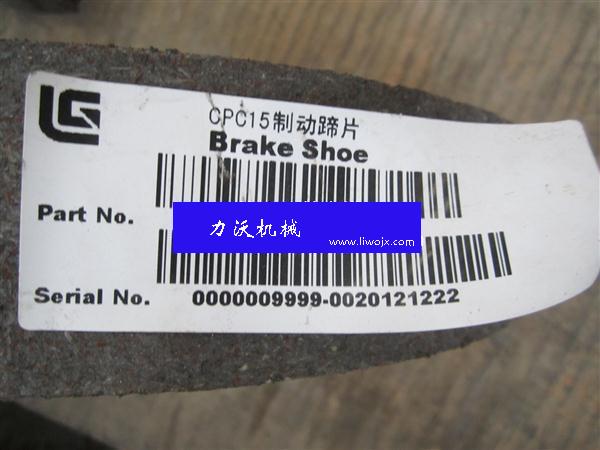 LG
CPC15制动蹄片
Brake Shoe
Part No.
力沃机械
www.liwojx.com
Serial No. 0000009999-0020121222